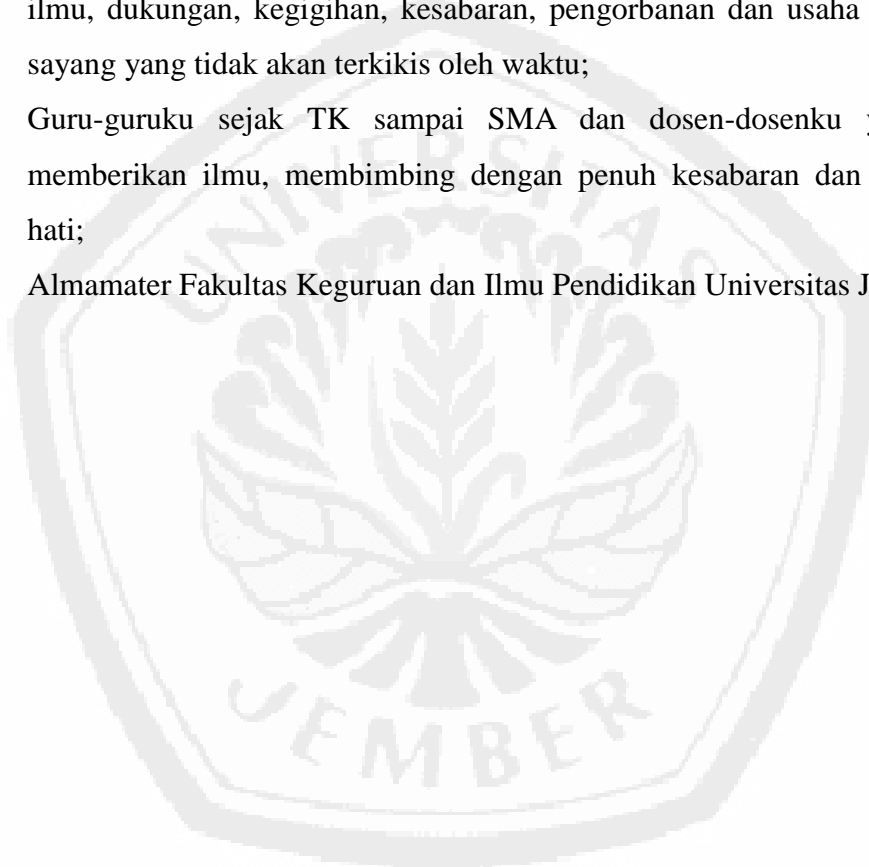 ilmu, dukungan, kegigihan, kesabaran, pengorbanan dan usaha
sayang yang tidak akan terkikis oleh waktu;
Guru-guruku sejak TK sampai SMA dan dosen-dosenku
memberikan ilmu, membimbing dengan penuh kesabaran dan
hati;
Almamater Fakultas Keguruan dan Ilmu Pendidikan Universitas J
UNIVERSITAS
JEMBER